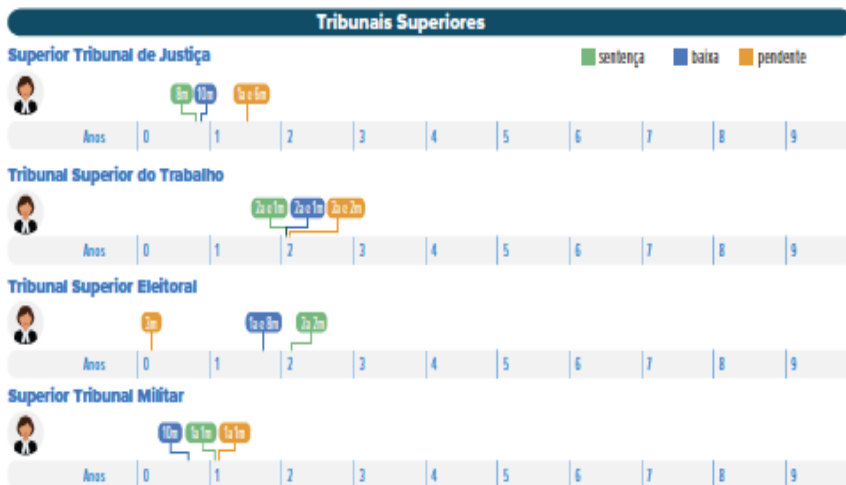 Tribunais Superiores
Superior Tribunal de Justiça
sentença baixa pendente
8m 10m 1a e 6m
Anos 0 1 2 3 4 5 6 7 8 9
Tribunal Superior do Trabalho
2a e 1m 2a e 1m 2a e 2m
Anos 0 1 2 3 4 5 6 7 8 9
Tribunal Superior Eleitoral
3m 1a e 8m 2a 2m
Anos 0 1 2 3 4 5 6 7 8 9
Superior Tribunal Militar
10m 1a 1m 1a 1m
Anos 0 1 2 3 4 5 6 7 8 9